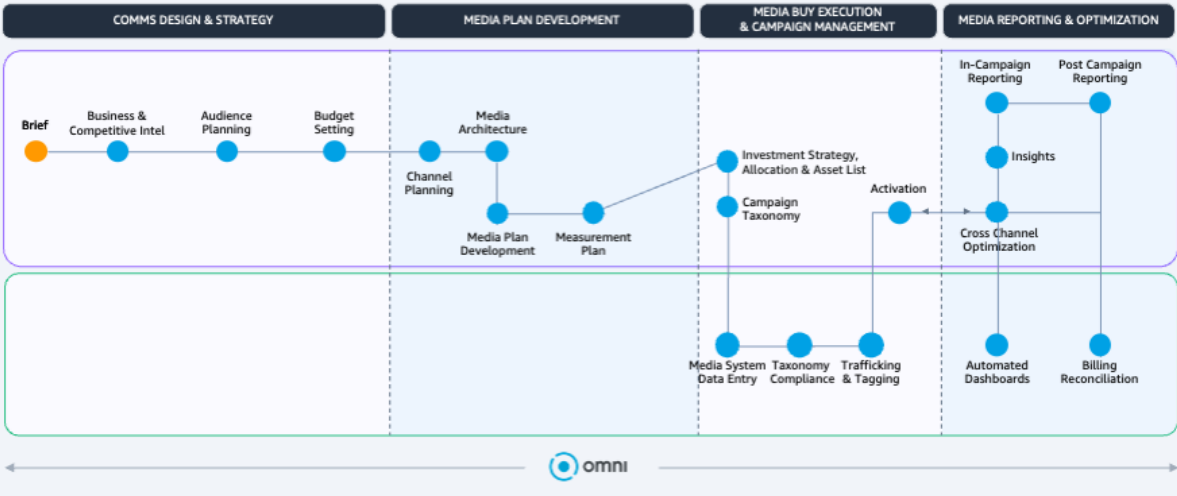 COMMS DESIGN & STRATEGY
MEDIA PLAN DEVELOPMENT
MEDIA BUY EXECUTION
& CAMPAIGN MANAGEMENT
MEDIA REPORTING & OPTIMIZATION
Brief
Business &
Competitive Intel
Audience
Planning
Budget
Setting
Channel
Planning
Media
Architecture
Media Plan
Development
Measurement
Plan
Investment Strategy,
Allocation & Asset List
Campaign
Taxonomy
Activation
In-Campaign
Reporting
Post Campaign
Reporting
Insights
Cross Channel
Optimization
Media System
Data Entry
Taxonomy
Compliance
Trafficking
& Tagging
Automated
Dashboards
Billing
Reconciliation
omni